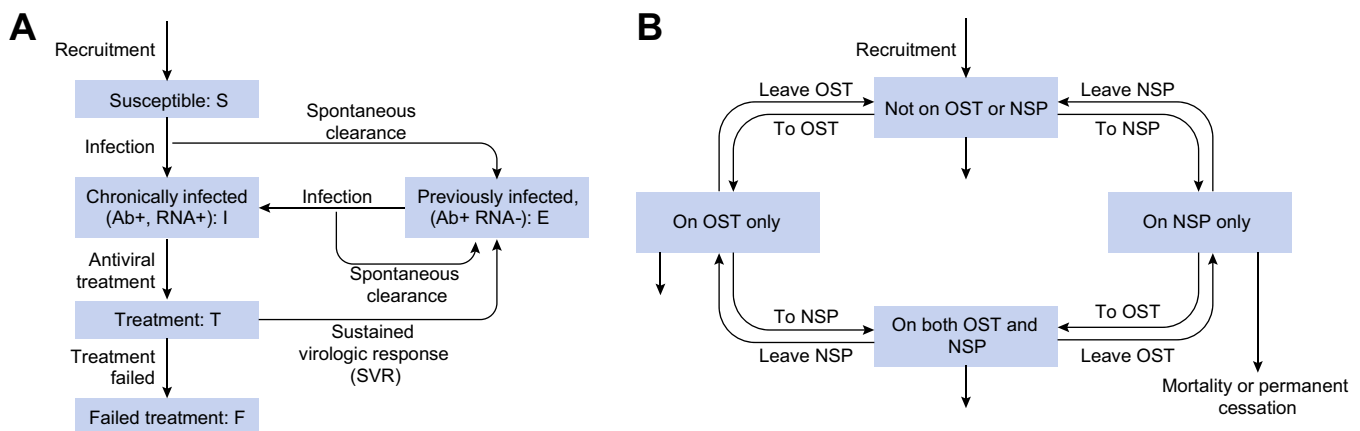 A
Recruitment
Susceptible: S
Spontaneous
clearance
Infection
Chronically infected
(Ab+, RNA+): I
Infection
Previously infected,
(Ab+ RNA-): E
Antiviral
treatment
Spontaneous
clearance
Treatment: T
Sustained
virologic response
(SVR)
Treatment
failed
Failed treatment: F
B
Recruitment
Leave OST
Not on OST or NSP
Leave NSP
To OST
To NSP
On OST only
On NSP only
To NSP
On both OST and
NSP
To OST
Leave NSP
Leave OST
Mortality or permanent
cessation